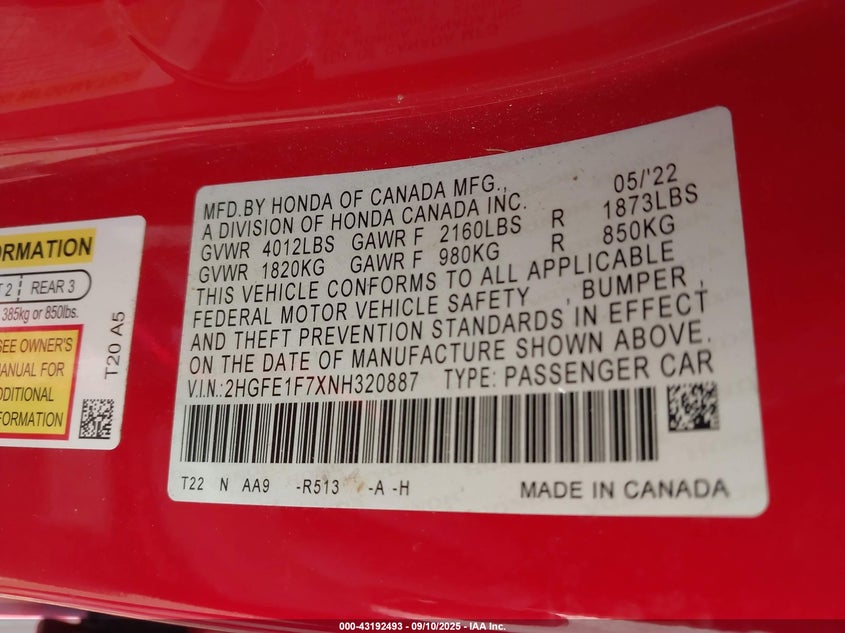 MFD.BY HONDA OF CANADA MFG., 05/'22
A DIVISION OF HONDA CANADA INC.
GVWR 4012LBS GAWR F 2160LBS R 1873LBS
GVWR 1820KG GAWR F 980KG R 850KG
THIS VEHICLE CONFORMS TO ALL APPLICABLE
FEDERAL MOTOR VEHICLE SAFETY , BUMPER ,
AND THEFT PREVENTION STANDARDS IN EFFECT
ON THE DATE OF MANUFACTURE SHOWN ABOVE.
V.I.N.:2HGFE1F7XNH320887 TYPE: PASSENGER CAR
T22 N AA9 -R513 -A -H MADE IN CANADA
ORMATION
2 REAR 3
385kg or 850lbs.
SEE OWNER'S
MANUAL FOR
ADDITIONAL
FORMATION
T20 A5
000-43192493 - 09/10/2025 - IAA Inc.